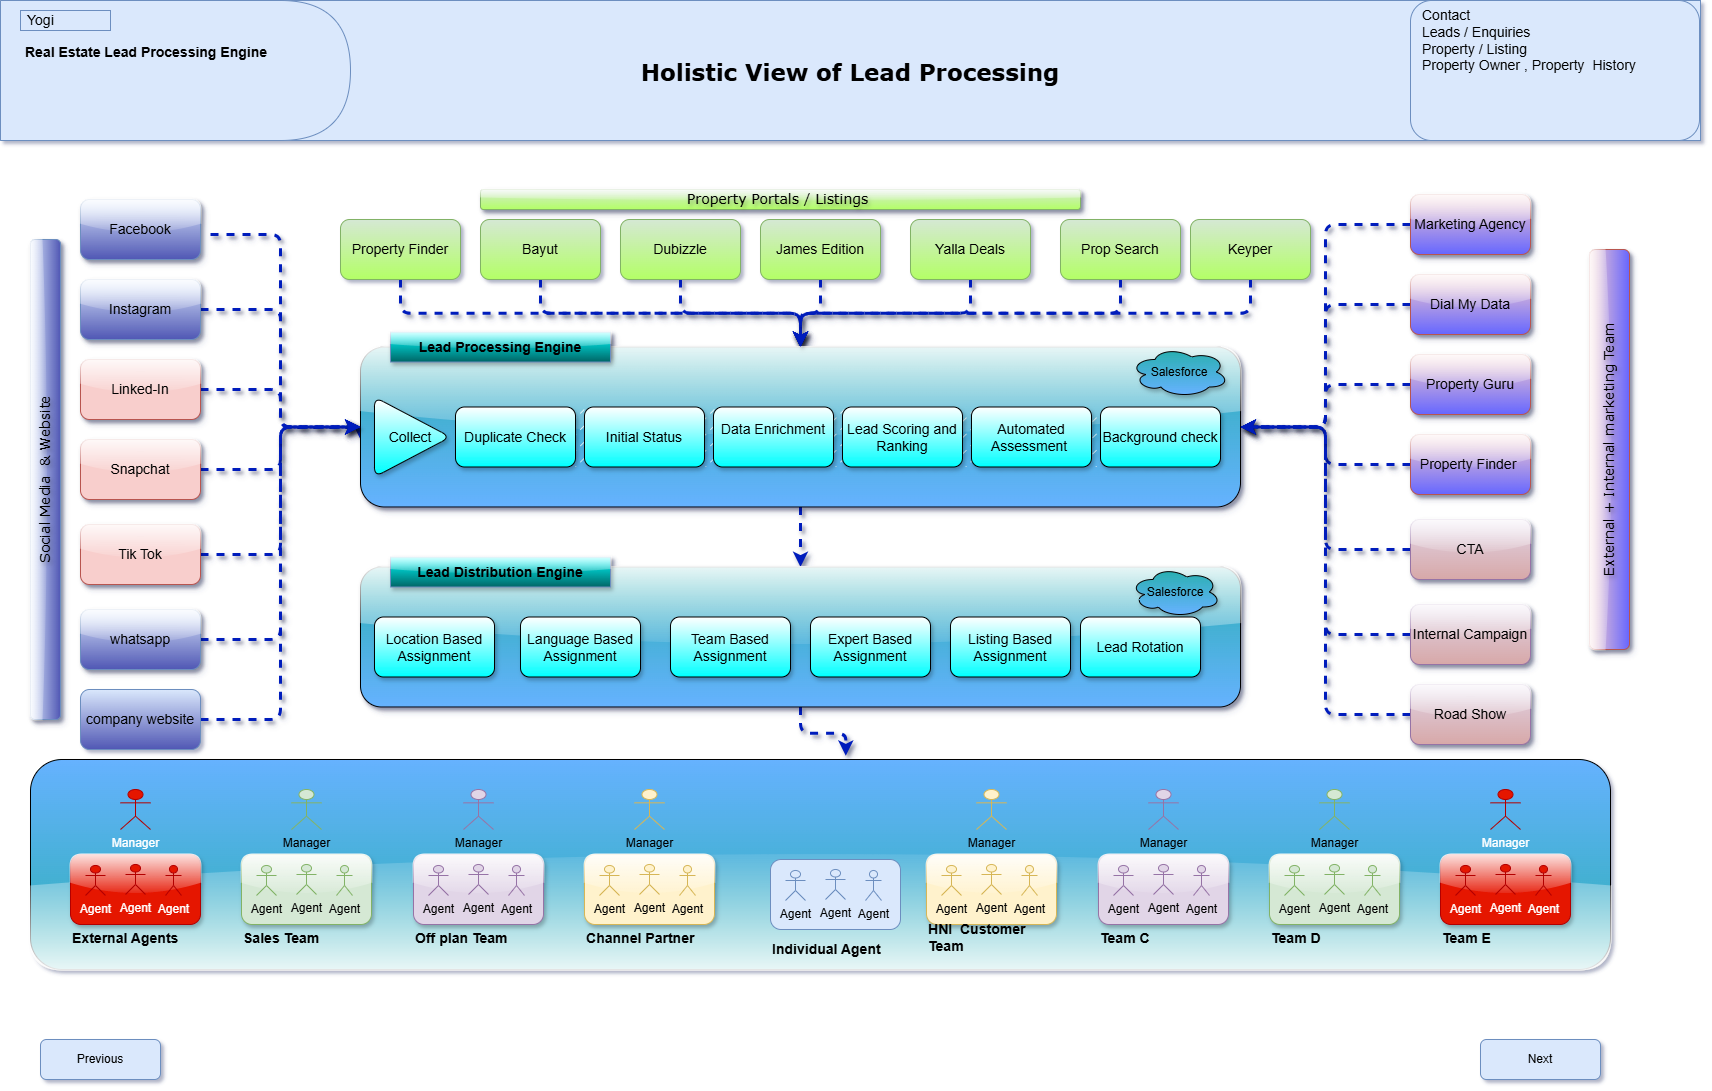 Yogi
Real Estate Lead Processing Engine
Holistic View of Lead Processing
Contact
Leads / Enquiries
Property / Listing
Property Owner , Property  History
Social Media  & Website
Facebook
Instagram
Linked-In
Snapchat
Tik Tok
whatsapp
company website
Property Portals / Listings
Property Finder
Bayut
Dubizzle
James Edition
Yalla Deals
Prop Search
Keyper
Marketing Agency
Dial My Data
Property Guru
Property Finder
CTA
Internal Campaign
Road Show
External + Internal marketing Team
Lead Processing Engine
Salesforce
Collect
Duplicate Check
Initial Status
Data Enrichment
Lead Scoring and
Ranking
Automated
Assessment
Background check
Lead Distribution Engine
Salesforce
Location Based
Assignment
Language Based
Assignment
Team Based
Assignment
Expert Based
Assignment
Listing Based
Assignment
Lead Rotation
Manager
Agent Agent Agent
External Agents
Manager
Agent Agent Agent
Sales Team
Manager
Agent Agent Agent
Off plan Team
Manager
Agent Agent Agent
Channel Partner
Agent Agent Agent
Individual Agent
Manager
Agent Agent Agent
HNI  Customer
Team
Manager
Agent Agent Agent
Team C
Manager
Agent Agent Agent
Team D
Manager
Agent Agent Agent
Team E
Previous
Next